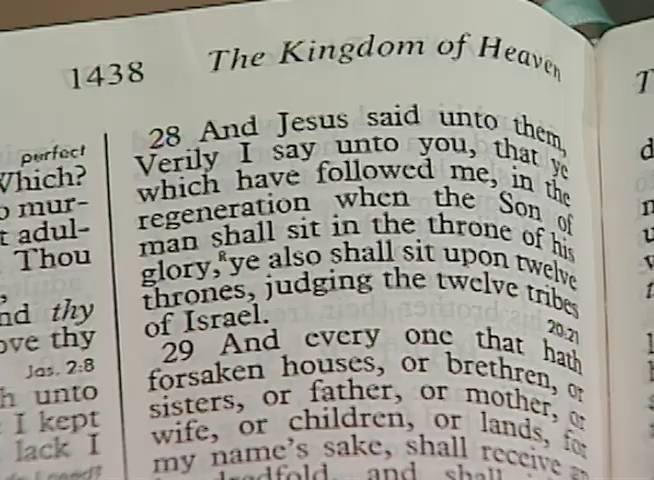 1438 The Kingdom of Heaven
perfect
Which?
mur-
adul-
Thou
thy
thy
Jas. 2:8
unto
I kept
lack I
28 And Jesus said unto them,
Verily I say unto you, that ye
which have followed me, in the
regeneration when the Son of
man shall sit in the throne of his
glory, R ye also shall sit upon twelve
thrones, judging the twelve tribes
of Israel. 20:21
29 And every one that hath
forsaken houses, or brethren, or
sisters, or father, or mother, or
wife, or children, or lands, for
my name's sake, shall receive an
and shall